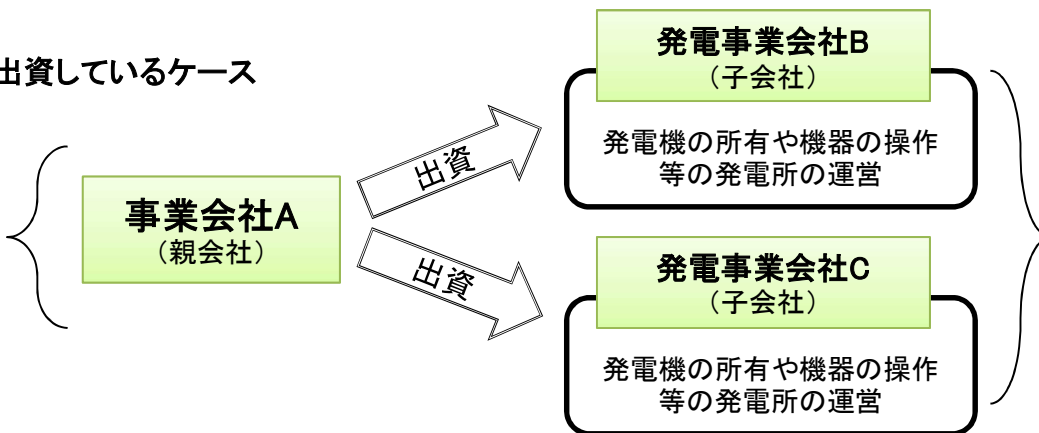 出資しているケース
事業会社A
（親会社）
出資
出資
発電事業会社B
（子会社）
発電機の所有や機器の操作
等の発電所の運営
発電事業会社C
（子会社）
発電機の所有や機器の操作
等の発電所の運営